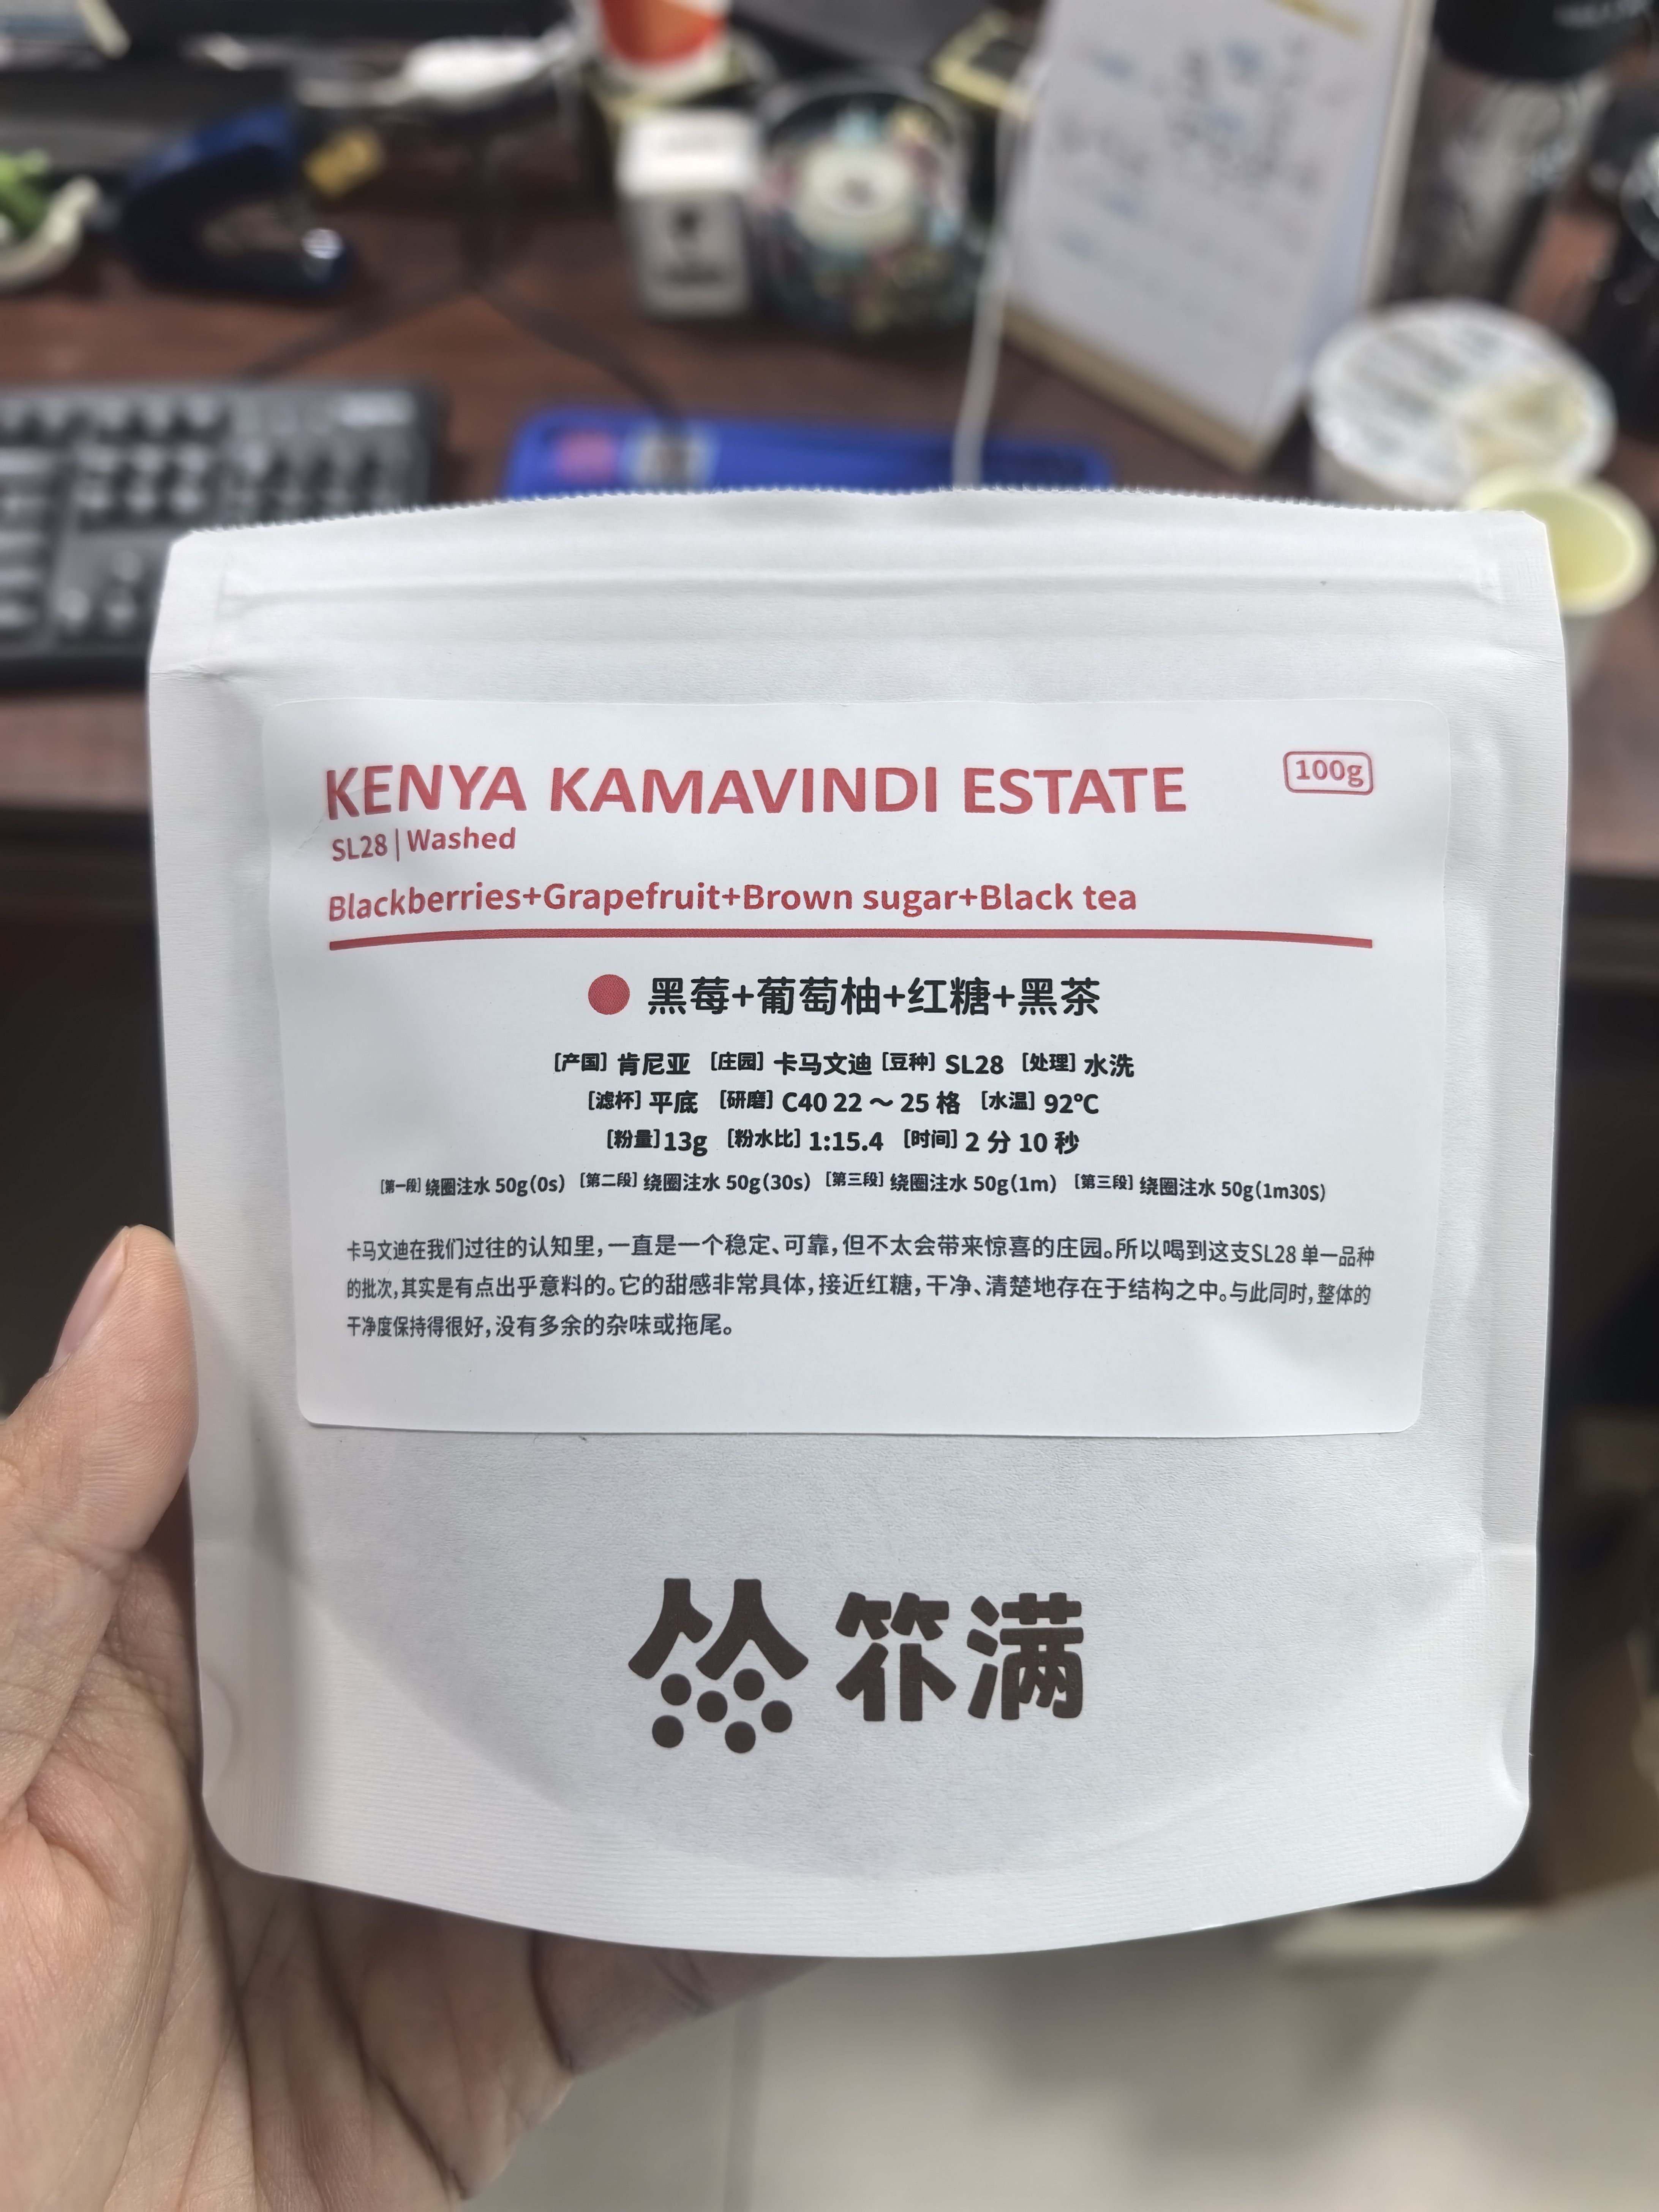 KENYA KAMAVINDI ESTATE
100g
SL28 | Washed
Blackberries+Grapefruit+Brown sugar+Black tea
黑莓+葡萄柚+红糖+黑茶
[产国] 肯尼亚 [庄园] 卡马文迪 [豆种] SL28 [处理] 水洗
[滤杯] 平底 [研磨] C40 22 ～ 25 格 [水温] 92℃
[粉量] 13g [粉水比] 1:15.4 [时间] 2 分 10 秒
[第一段] 绕圈注水 50g(0s) [第二段] 绕圈注水 50g(30s) [第三段] 绕圈注水 50g(1m) [第三段] 绕圈注水 50g(1m30S)
卡马文迪在我们过往的认知里，一直是一个稳定、可靠，但不太会带来惊喜的庄园。所以喝到这支SL28 单一品种
的批次，其实是有点出乎意料的。它的甜感非常具体，接近红糖，干净、清楚地存在于结构之中。与此同时，整体的
干净度保持得很好，没有多余的杂味或拖尾。
满